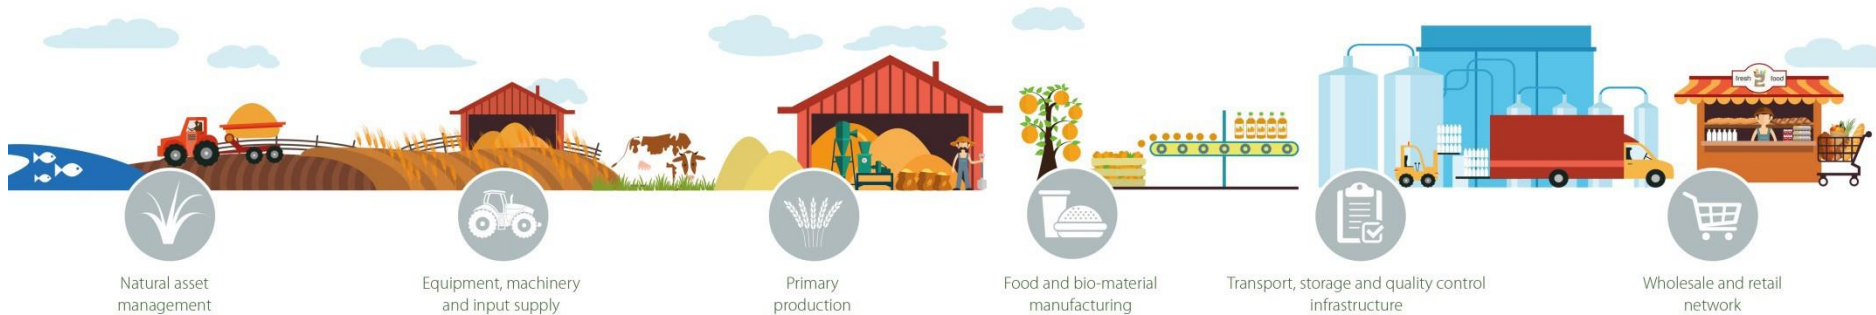 fresh food
Natural asset
management
Equipment, machinery
and input supply
Primary
production
Food and bio-material
manufacturing
Transport, storage and quality control
infrastructure
Wholesale and retail
network